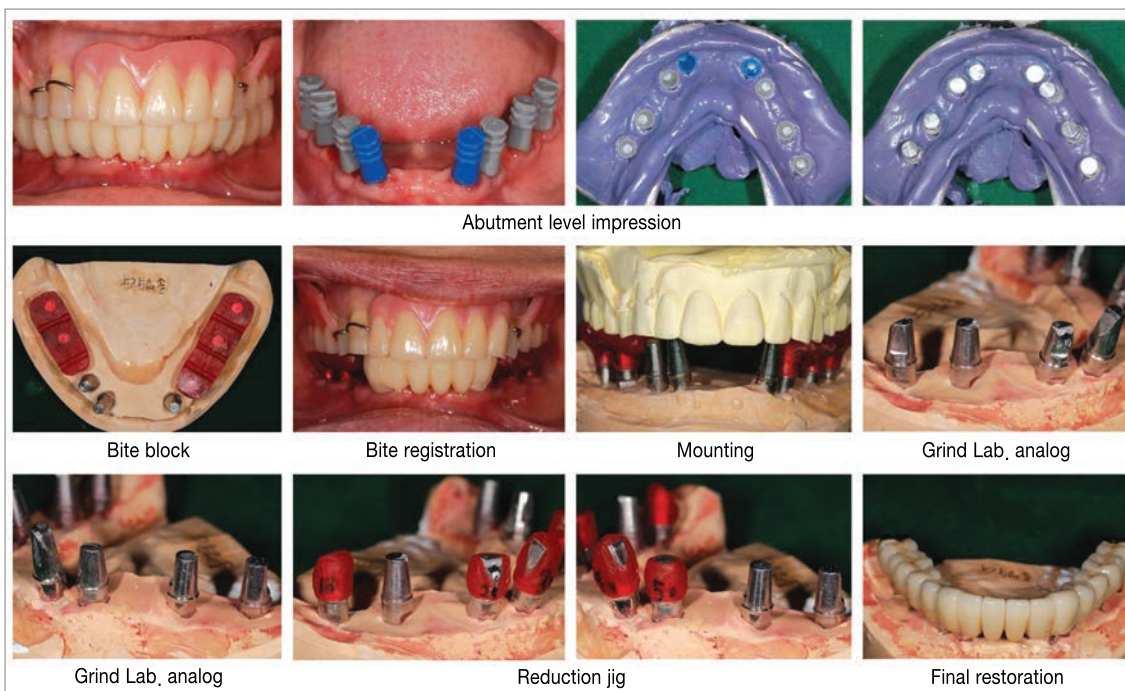 Abutment level impression
Bite block
Bite registration
Mounting
Grind Lab. analog
Grind Lab. analog
Reduction jig
Final restoration